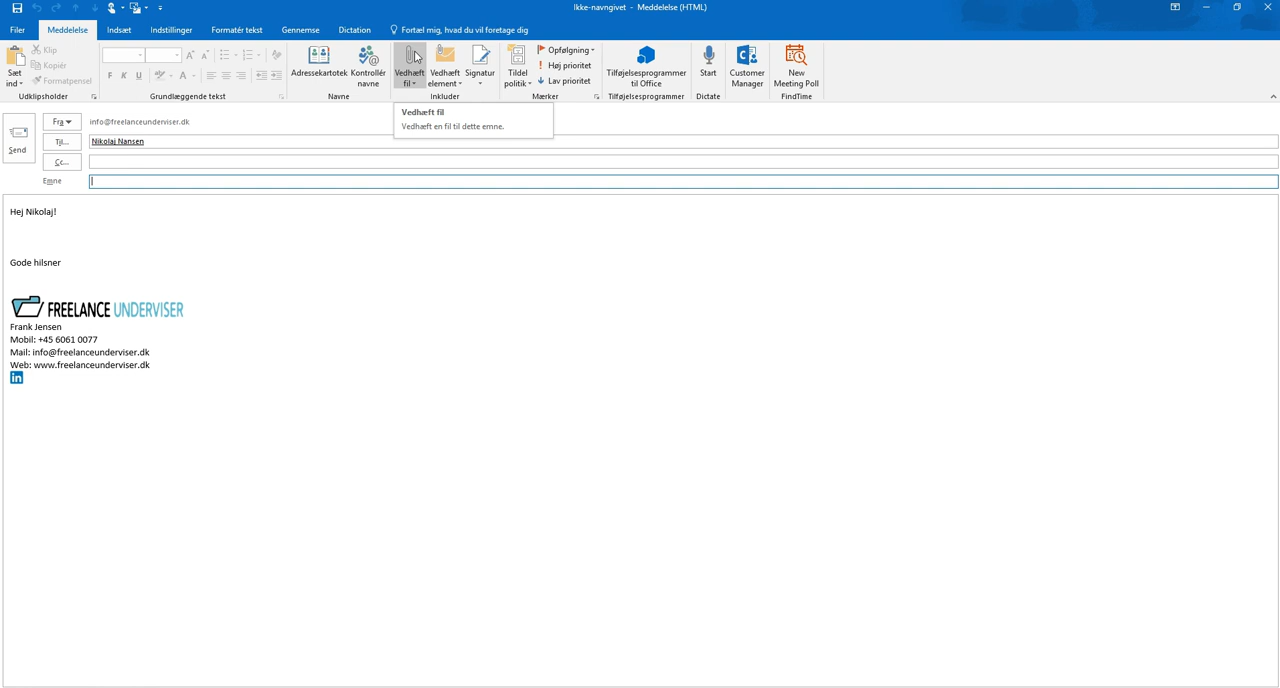 Ikke-navngivet - Meddelelse (HTML)
Filer Meddelelse Indsæt Indstillinger Formatér tekst Gennemse Dictation Fortæl mig, hvad du vil foretage dig
Sæt ind
Klip
Kopiér
Formatpensel
Udklipsholder
F K U A
Grundlæggende tekst
Adressekartotek
Kontrollér navne
Navne
Vedhæft fil
Vedhæft element
Signatur
Inkluder
Tildel politik
Opfølgning
Høj prioritet
Lav prioritet
Mærker
Tilføjelsesprogrammer til Office
Tilføjelsesprogrammer
Start
Dictate
Customer Manager
New Meeting Poll
FindTime
Vedhæft fil
Vedhæft en fil til dette emne.
Send
Fra info@freelanceunderviser.dk
Til... Nikolaj Nansen
Cc...
Emne
Hej Nikolaj!
Gode hilsner
FREELANCE UNDERVISER
Frank Jensen
Mobil: +45 6061 0077
Mail: info@freelanceunderviser.dk
Web: www.freelanceunderviser.dk
in